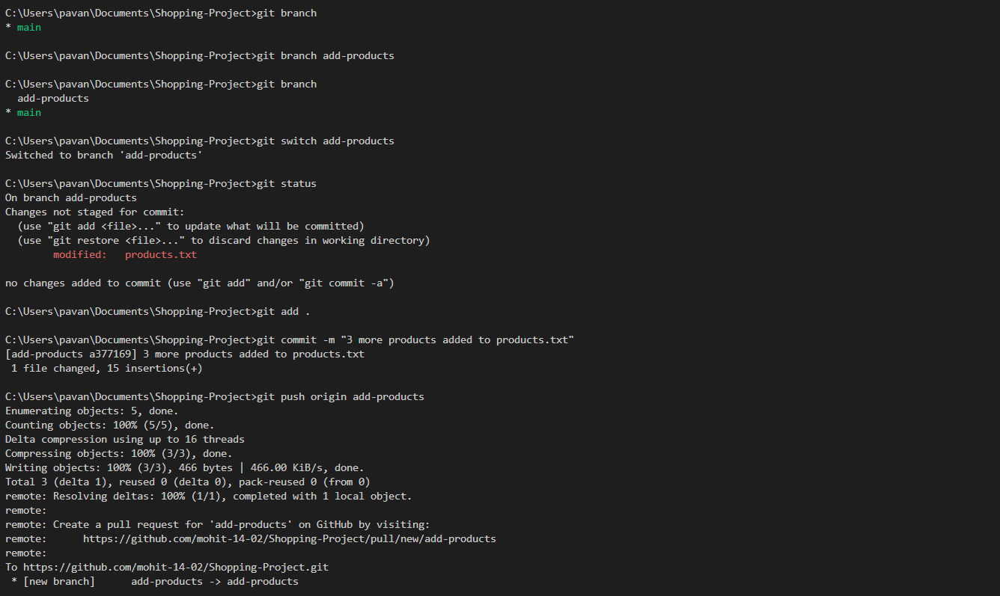 C:\Users\pavan\Documents\Shopping-Project>git branch
* main
C:\Users\pavan\Documents\Shopping-Project>git branch add-products
C:\Users\pavan\Documents\Shopping-Project>git branch
  add-products
* main
C:\Users\pavan\Documents\Shopping-Project>git switch add-products
Switched to branch 'add-products'
C:\Users\pavan\Documents\Shopping-Project>git status
On branch add-products
Changes not staged for commit:
  (use "git add <file>..." to update what will be committed)
  (use "git restore <file>..." to discard changes in working directory)
        modified:   products.txt
no changes added to commit (use "git add" and/or "git commit -a")
C:\Users\pavan\Documents\Shopping-Project>git add .
C:\Users\pavan\Documents\Shopping-Project>git commit -m "3 more products added to products.txt"
[add-products a377169] 3 more products added to products.txt
 1 file changed, 15 insertions(+)
C:\Users\pavan\Documents\Shopping-Project>git push origin add-products
Enumerating objects: 5, done.
Counting objects: 100% (5/5), done.
Delta compression using up to 16 threads
Compressing objects: 100% (3/3), done.
Writing objects: 100% (3/3), 466 bytes | 466.00 KiB/s, done.
Total 3 (delta 1), reused 0 (delta 0), pack-reused 0 (from 0)
remote: Resolving deltas: 100% (1/1), completed with 1 local object.
remote:
remote: Create a pull request for 'add-products' on GitHub by visiting:
remote:      https://github.com/mohit-14-02/Shopping-Project/pull/new/add-products
remote:
To https://github.com/mohit-14-02/Shopping-Project.git
 * [new branch]      add-products -> add-products